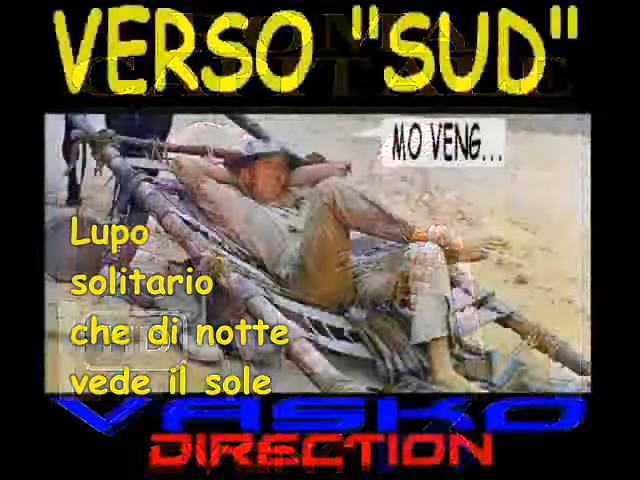 VERSO "SUD"
MO VENG...
Lupo
solitario
che di notte
vede il sole
VASKO
DIRECTION